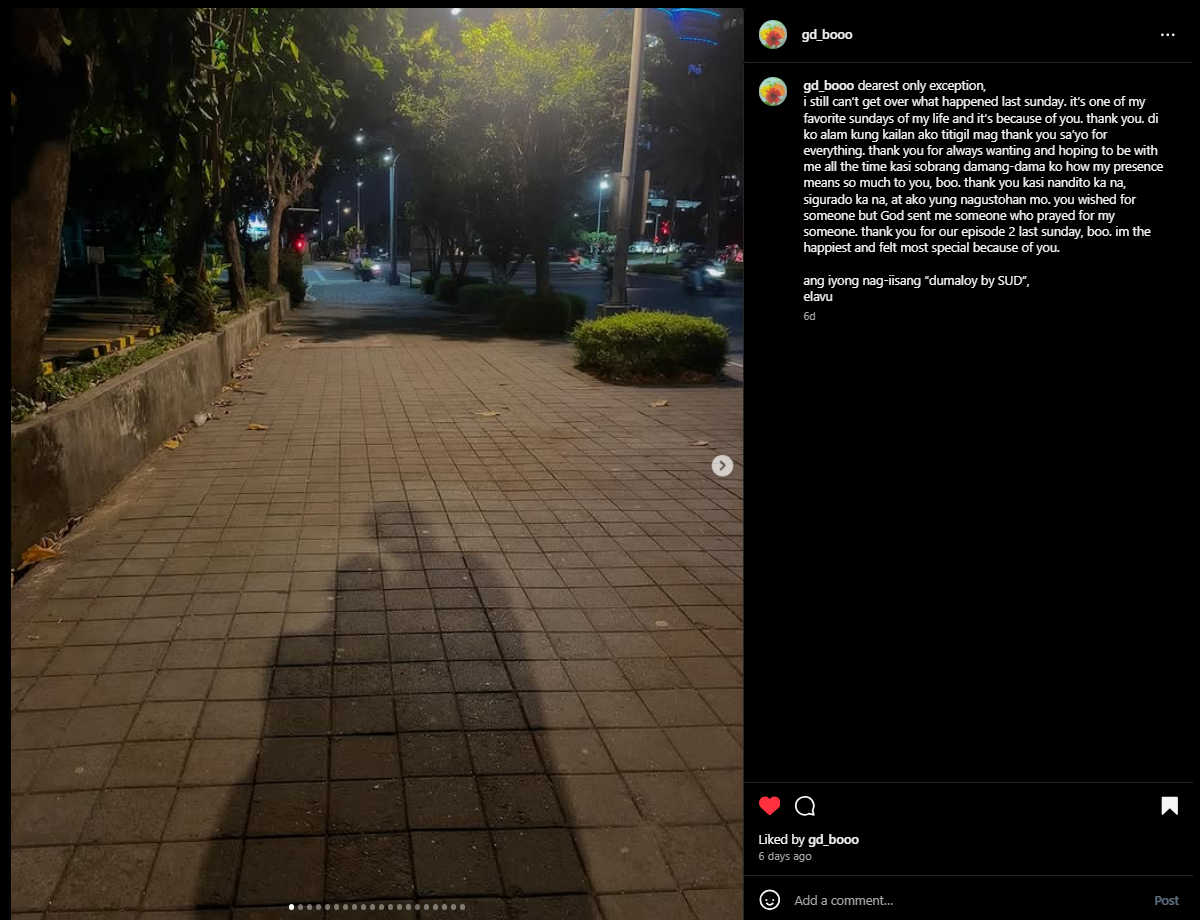 gd_booo
gd_booo dearest only exception,
i still can't get over what happened last sunday. it's one of my
favorite sundays of my life and it's because of you. thank you. di
ko alam kung kailan ako titigil mag thank you sa'yo for
everything. thank you for always wanting and hoping to be with
me all the time kasi sobrang damang-dama ko how my presence
means so much to you, boo. thank you kasi nandito ka na,
sigurado ka na, at ako yung nagustohan mo. you wished for
someone but God sent me someone who prayed for my
someone. thank you for our episode 2 last sunday, boo. im the
happiest and felt most special because of you.
ang iyong nag-iisang “dumaloy by SUD”,
elavu
6d
Liked by gd_booo
6 days ago
Add a comment...
Post